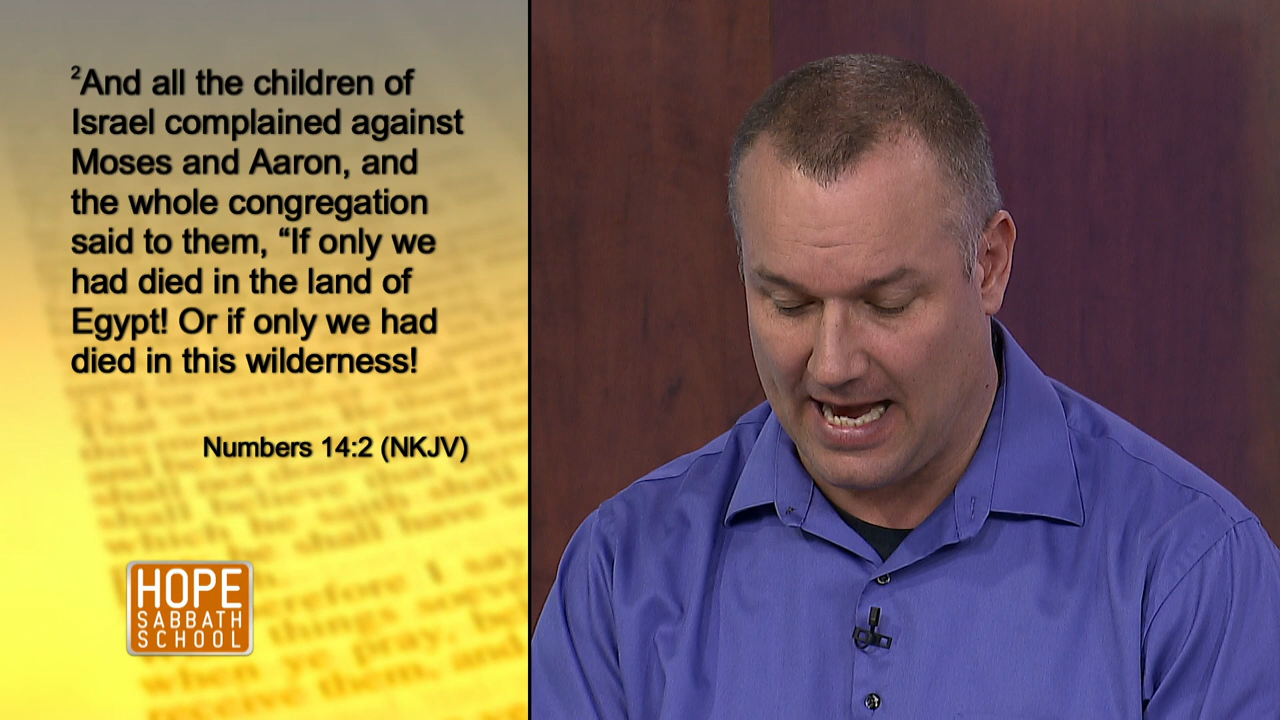 ²And all the children of
Israel complained against
Moses and Aaron, and
the whole congregation
said to them, “If only we
had died in the land of
Egypt! Or if only we had
died in this wilderness!
Numbers 14:2 (NKJV)
HOPE
SABBATH
SCHOOL